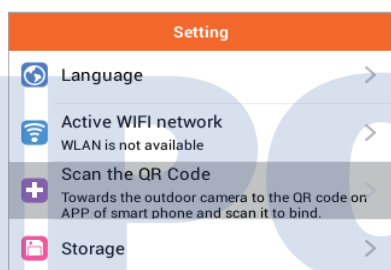 Setting
Language
Active WIFI network
WLAN is not available
Scan the QR Code
Towards the outdoor camera to the QR code on
APP of smart phone and scan it to bind.
Storage